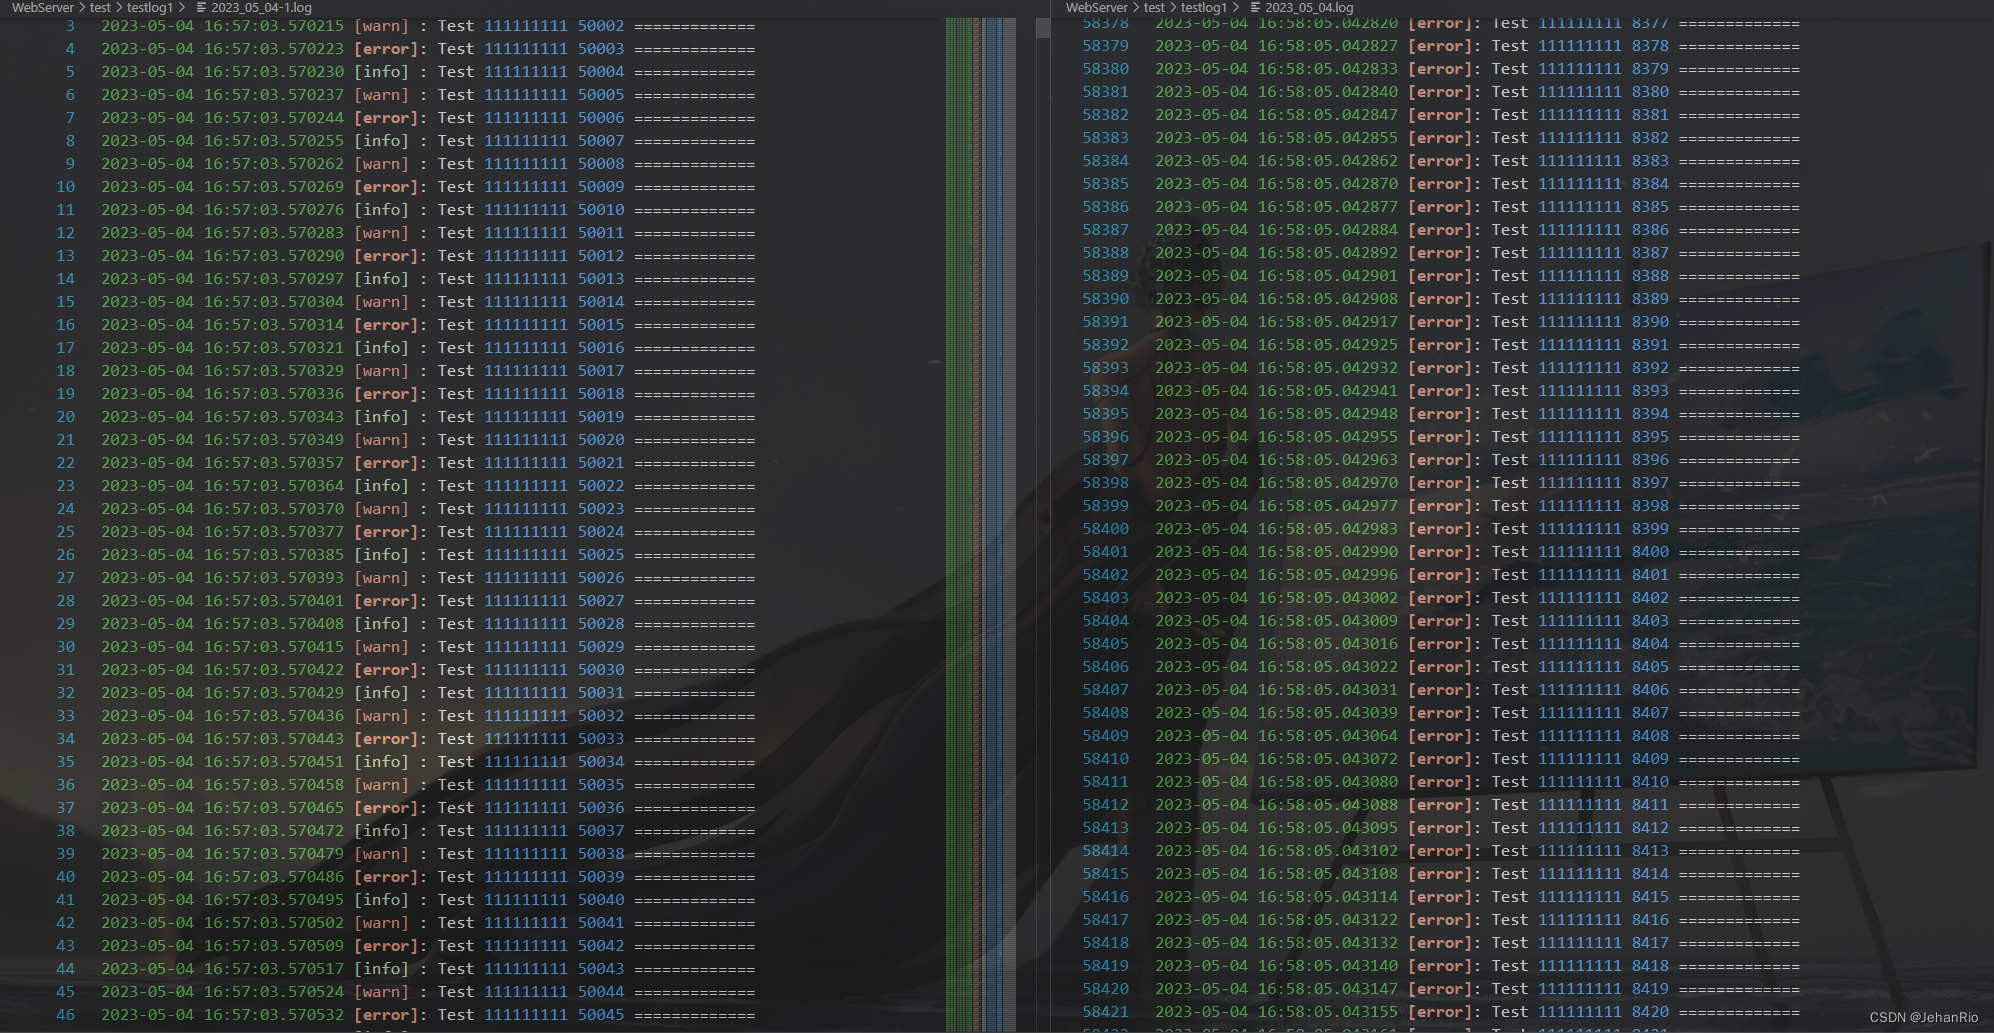 WebServer > test > testlog1 > 2023_05_04-1.log
3 2023-05-04 16:57:03.570215 [warn] : Test 111111111 50002 =============
4 2023-05-04 16:57:03.570223 [error]: Test 111111111 50003 =============
5 2023-05-04 16:57:03.570230 [info] : Test 111111111 50004 =============
6 2023-05-04 16:57:03.570237 [warn] : Test 111111111 50005 =============
7 2023-05-04 16:57:03.570244 [error]: Test 111111111 50006 =============
8 2023-05-04 16:57:03.570255 [info] : Test 111111111 50007 =============
9 2023-05-04 16:57:03.570262 [warn] : Test 111111111 50008 =============
10 2023-05-04 16:57:03.570269 [error]: Test 111111111 50009 =============
11 2023-05-04 16:57:03.570276 [info] : Test 111111111 50010 =============
12 2023-05-04 16:57:03.570283 [warn] : Test 111111111 50011 =============
13 2023-05-04 16:57:03.570290 [error]: Test 111111111 50012 =============
14 2023-05-04 16:57:03.570297 [info] : Test 111111111 50013 =============
15 2023-05-04 16:57:03.570304 [warn] : Test 111111111 50014 =============
16 2023-05-04 16:57:03.570314 [error]: Test 111111111 50015 =============
17 2023-05-04 16:57:03.570321 [info] : Test 111111111 50016 =============
18 2023-05-04 16:57:03.570329 [warn] : Test 111111111 50017 =============
19 2023-05-04 16:57:03.570336 [error]: Test 111111111 50018 =============
20 2023-05-04 16:57:03.570343 [info] : Test 111111111 50019 =============
21 2023-05-04 16:57:03.570349 [warn] : Test 111111111 50020 =============
22 2023-05-04 16:57:03.570357 [error]: Test 111111111 50021 =============
23 2023-05-04 16:57:03.570364 [info] : Test 111111111 50022 =============
24 2023-05-04 16:57:03.570370 [warn] : Test 111111111 50023 =============
25 2023-05-04 16:57:03.570377 [error]: Test 111111111 50024 =============
26 2023-05-04 16:57:03.570385 [info] : Test 111111111 50025 =============
27 2023-05-04 16:57:03.570393 [warn] : Test 111111111 50026 =============
28 2023-05-04 16:57:03.570401 [error]: Test 111111111 50027 =============
29 2023-05-04 16:57:03.570408 [info] : Test 111111111 50028 =============
30 2023-05-04 16:57:03.570415 [warn] : Test 111111111 50029 =============
31 2023-05-04 16:57:03.570422 [error]: Test 111111111 50030 =============
32 2023-05-04 16:57:03.570429 [info] : Test 111111111 50031 =============
33 2023-05-04 16:57:03.570436 [warn] : Test 111111111 50032 =============
34 2023-05-04 16:57:03.570443 [error]: Test 111111111 50033 =============
35 2023-05-04 16:57:03.570451 [info] : Test 111111111 50034 =============
36 2023-05-04 16:57:03.570458 [warn] : Test 111111111 50035 =============
37 2023-05-04 16:57:03.570465 [error]: Test 111111111 50036 =============
38 2023-05-04 16:57:03.570472 [info] : Test 111111111 50037 =============
39 2023-05-04 16:57:03.570479 [warn] : Test 111111111 50038 =============
40 2023-05-04 16:57:03.570486 [error]: Test 111111111 50039 =============
41 2023-05-04 16:57:03.570495 [info] : Test 111111111 50040 =============
42 2023-05-04 16:57:03.570502 [warn] : Test 111111111 50041 =============
43 2023-05-04 16:57:03.570509 [error]: Test 111111111 50042 =============
44 2023-05-04 16:57:03.570517 [info] : Test 111111111 50043 =============
45 2023-05-04 16:57:03.570524 [warn] : Test 111111111 50044 =============
46 2023-05-04 16:57:03.570532 [error]: Test 111111111 50045 =============
WebServer > test > testlog1 > 2023_05_04.log
58378 2023-05-04 16:58:05.042820 [error]: Test 111111111 8377 =============
58379 2023-05-04 16:58:05.042827 [error]: Test 111111111 8378 =============
58380 2023-05-04 16:58:05.042833 [error]: Test 111111111 8379 =============
58381 2023-05-04 16:58:05.042840 [error]: Test 111111111 8380 =============
58382 2023-05-04 16:58:05.042847 [error]: Test 111111111 8381 =============
58383 2023-05-04 16:58:05.042855 [error]: Test 111111111 8382 =============
58384 2023-05-04 16:58:05.042862 [error]: Test 111111111 8383 =============
58385 2023-05-04 16:58:05.042870 [error]: Test 111111111 8384 =============
58386 2023-05-04 16:58:05.042877 [error]: Test 111111111 8385 =============
58387 2023-05-04 16:58:05.042884 [error]: Test 111111111 8386 =============
58388 2023-05-04 16:58:05.042892 [error]: Test 111111111 8387 =============
58389 2023-05-04 16:58:05.042901 [error]: Test 111111111 8388 =============
58390 2023-05-04 16:58:05.042908 [error]: Test 111111111 8389 =============
58391 2023-05-04 16:58:05.042917 [error]: Test 111111111 8390 =============
58392 2023-05-04 16:58:05.042925 [error]: Test 111111111 8391 =============
58393 2023-05-04 16:58:05.042932 [error]: Test 111111111 8392 =============
58394 2023-05-04 16:58:05.042941 [error]: Test 111111111 8393 =============
58395 2023-05-04 16:58:05.042948 [error]: Test 111111111 8394 =============
58396 2023-05-04 16:58:05.042955 [error]: Test 111111111 8395 =============
58397 2023-05-04 16:58:05.042963 [error]: Test 111111111 8396 =============
58398 2023-05-04 16:58:05.042970 [error]: Test 111111111 8397 =============
58399 2023-05-04 16:58:05.042977 [error]: Test 111111111 8398 =============
58400 2023-05-04 16:58:05.042983 [error]: Test 111111111 8399 =============
58401 2023-05-04 16:58:05.042990 [error]: Test 111111111 8400 =============
58402 2023-05-04 16:58:05.042996 [error]: Test 111111111 8401 =============
58403 2023-05-04 16:58:05.043002 [error]: Test 111111111 8402 =============
58404 2023-05-04 16:58:05.043009 [error]: Test 111111111 8403 =============
58405 2023-05-04 16:58:05.043016 [error]: Test 111111111 8404 =============
58406 2023-05-04 16:58:05.043022 [error]: Test 111111111 8405 =============
58407 2023-05-04 16:58:05.043031 [error]: Test 111111111 8406 =============
58408 2023-05-04 16:58:05.043039 [error]: Test 111111111 8407 =============
58409 2023-05-04 16:58:05.043064 [error]: Test 111111111 8408 =============
58410 2023-05-04 16:58:05.043072 [error]: Test 111111111 8409 =============
58411 2023-05-04 16:58:05.043080 [error]: Test 111111111 8410 =============
58412 2023-05-04 16:58:05.043088 [error]: Test 111111111 8411 =============
58413 2023-05-04 16:58:05.043095 [error]: Test 111111111 8412 =============
58414 2023-05-04 16:58:05.043102 [error]: Test 111111111 8413 =============
58415 2023-05-04 16:58:05.043108 [error]: Test 111111111 8414 =============
58416 2023-05-04 16:58:05.043114 [error]: Test 111111111 8415 =============
58417 2023-05-04 16:58:05.043122 [error]: Test 111111111 8416 =============
58418 2023-05-04 16:58:05.043132 [error]: Test 111111111 8417 =============
58419 2023-05-04 16:58:05.043140 [error]: Test 111111111 8418 =============
58420 2023-05-04 16:58:05.043147 [error]: Test 111111111 8419 =============
58421 2023-05-04 16:58:05.043155 [error]: Test 111111111 8420 =============
CSDN @JehanRio